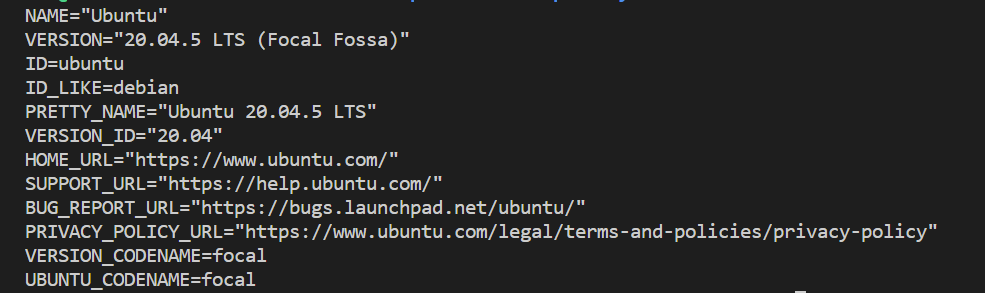 NAME="Ubuntu"
VERSION="20.04.5 LTS (Focal Fossa)"
ID=ubuntu
ID_LIKE=debian
PRETTY_NAME="Ubuntu 20.04.5 LTS"
VERSION_ID="20.04"
HOME_URL="https://www.ubuntu.com/"
SUPPORT_URL="https://help.ubuntu.com/"
BUG_REPORT_URL="https://bugs.launchpad.net/ubuntu/"
PRIVACY_POLICY_URL="https://www.ubuntu.com/legal/terms-and-policies/privacy-policy"
VERSION_CODENAME=focal
UBUNTU_CODENAME=focal